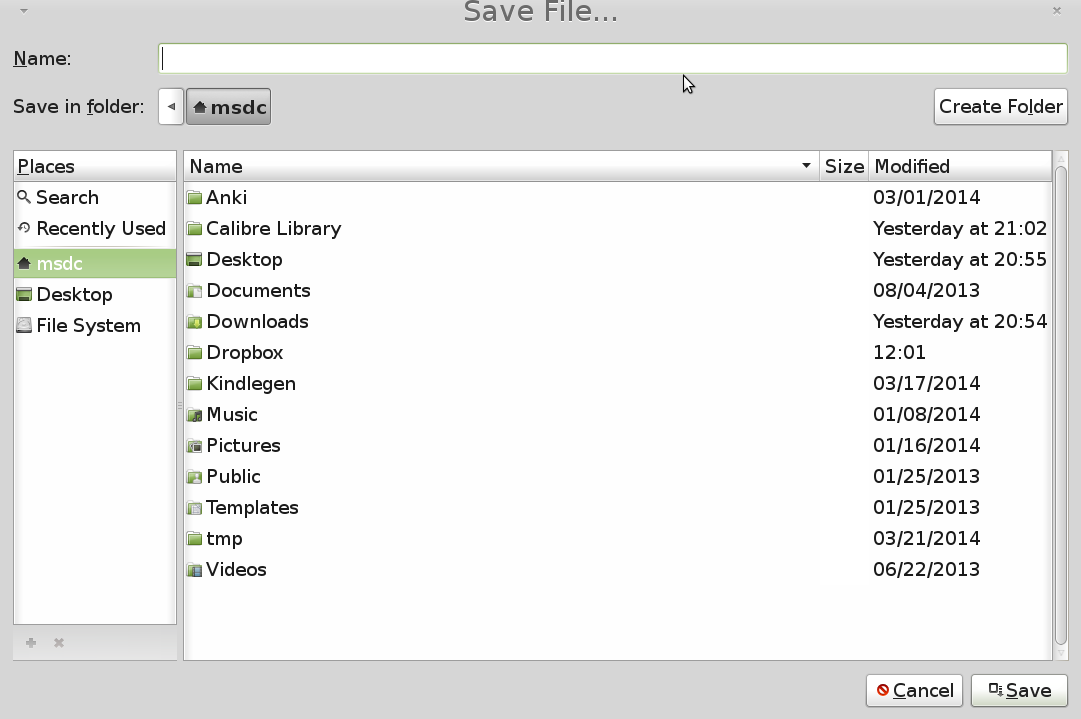 Save File...
Name:
Save in folder: msdc Create Folder
Places Name Size Modified
Search Anki 03/01/2014
Recently Used Calibre Library Yesterday at 21:02
msdc Desktop Yesterday at 20:55
Desktop Documents 08/04/2013
File System Downloads Yesterday at 20:54
Dropbox 12:01
Kindlegen 03/17/2014
Music 01/08/2014
Pictures 01/16/2014
Public 01/25/2013
Templates 01/25/2013
tmp 03/21/2014
Videos 06/22/2013
Cancel Save